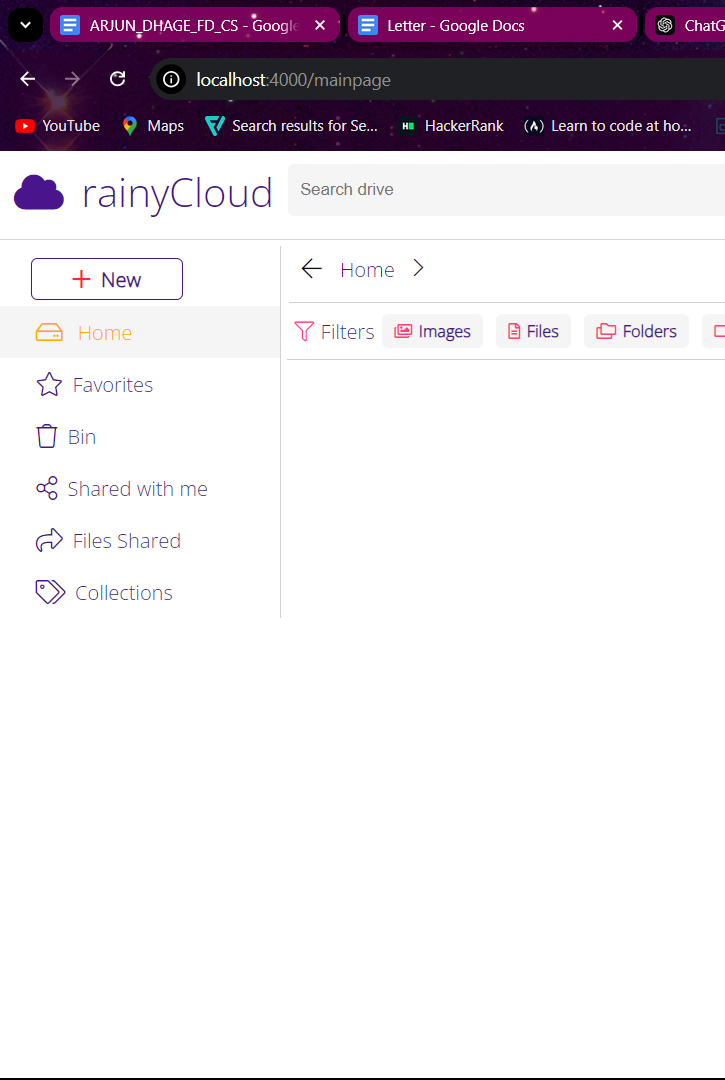 ARJUN_DHAGE_FD_CS - Google
Letter - Google Docs
ChatG
localhost:4000/mainpage
YouTube
Maps
Search results for Se...
HackerRank
Learn to code at ho...
rainyCloud
Search drive
+ New
Home
Filters
Images
Files
Folders
Home
Favorites
Bin
Shared with me
Files Shared
Collections